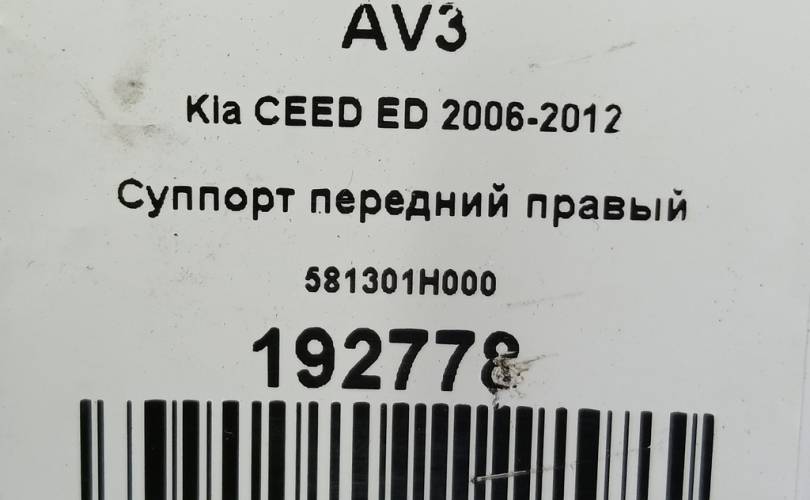 AV3
Kia CEED ED 2006-2012
Суппорт передний правый
581301H000
192778